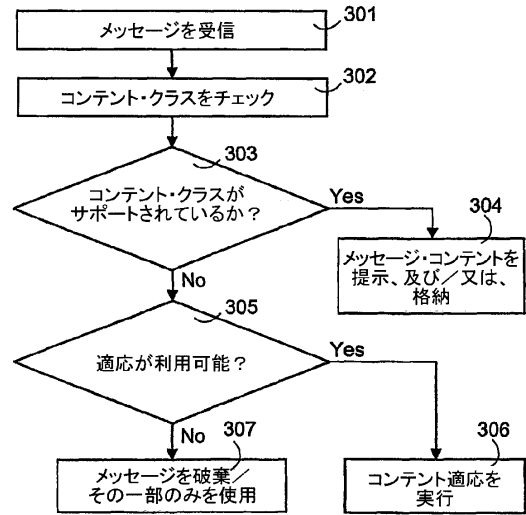 301
メッセージを受信
302
コンテント・クラスをチェック
303
コンテント・クラスが
サポートされているか？
Yes
304
メッセージ・コンテントを
提示、及び／又は、
格納
No
305
適応が利用可能？
Yes
No
307
メッセージを破棄／
その一部のみを使用
306
コンテント適応を
実行